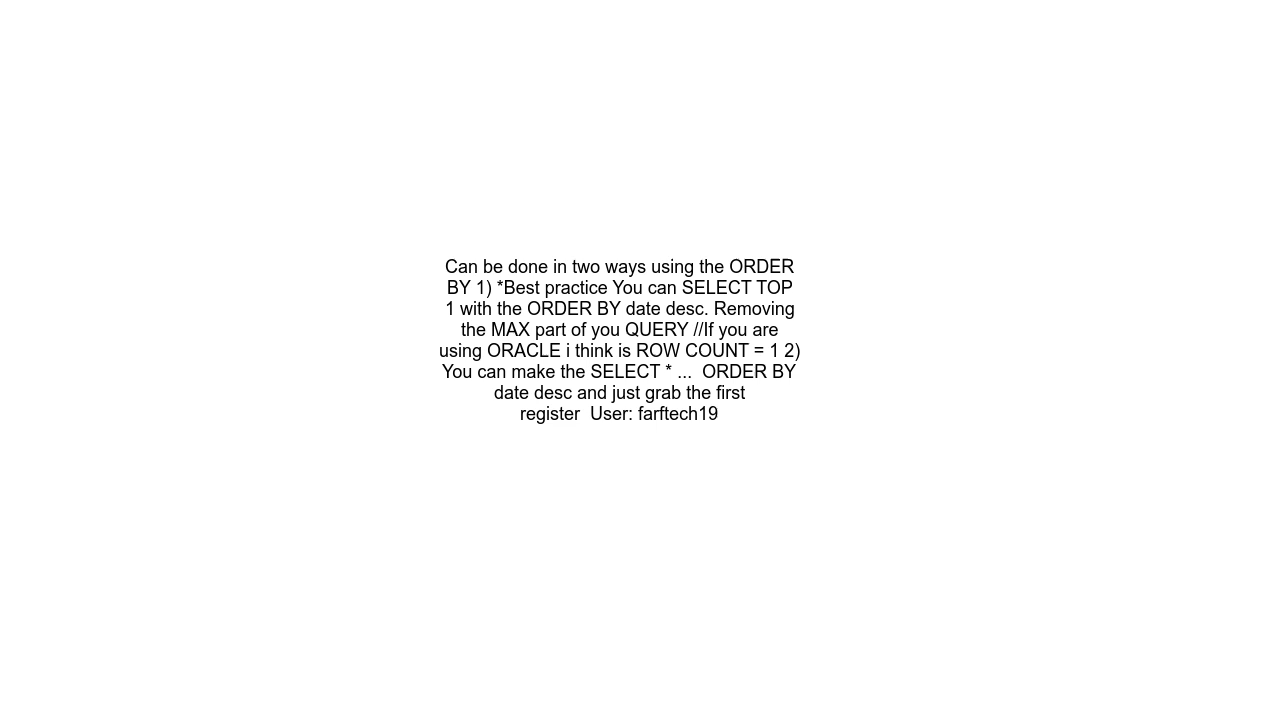 Can be done in two ways using the ORDER
BY 1) *Best practice You can SELECT TOP
1 with the ORDER BY date desc. Removing
the MAX part of you QUERY //If you are
using ORACLE i think is ROW COUNT = 1 2)
You can make the SELECT * ...  ORDER BY
date desc and just grab the first
register  User: farftech19